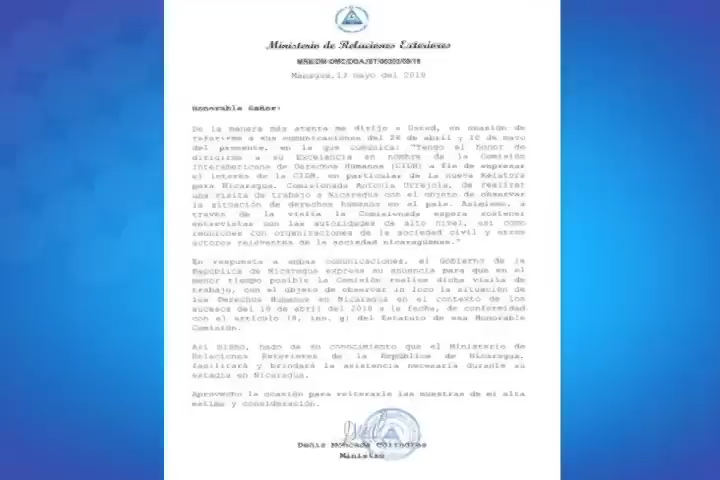 Ministerio de Relaciones Exteriores
Managua, 13 mayo del 2018
Honorable Señor:
De la manera más atenta me dirijo a Usted, en ocasión de
referirme a sus comunicaciones del 24 de abril y 10 de mayo
del presente, en la que comunica: "Tengo el honor de
dirigirme a su Excelencia en nombre de la Comisión
Interamericana de Derechos Humanos (CIDH) a fin de expresar
el interés de la CIDH, en particular de la nueva Relatora
para Nicaragua, Comisionada Antonia Urrejola, de realizar
una visita de trabajo a Nicaragua con el objeto de observar
la situación de derechos humanos en el país. Asimismo, a
través de la visita la Comisionada espera sostener
entrevistas con las autoridades de alto nivel, así como
reuniones con organizaciones de la sociedad civil y otros
actores relevantes de la sociedad nicaragüense."
En respuesta a ambas comunicaciones, el Gobierno de la
República de Nicaragua expresa su anuencia para que en el
menor tiempo posible la Comisión realice dicha visita de
trabajo, con el objeto de observar in loco la situación de
los Derechos Humanos en Nicaragua en el contexto de los
sucesos del 18 de abril del 2018 a la fecha, de conformidad
con el artículo 18, inc. g) del Estatuto de esa Honorable
Comisión.
Así mismo, hago de su conocimiento que el Ministerio de
Relaciones Exteriores de la República de Nicaragua,
facilitará y brindará la asistencia necesaria durante su
estadía en Nicaragua.
Aprovecho la ocasión para reiterarle las muestras de mi alta
estima y consideración.
Denis Moncada Colindres
Ministro